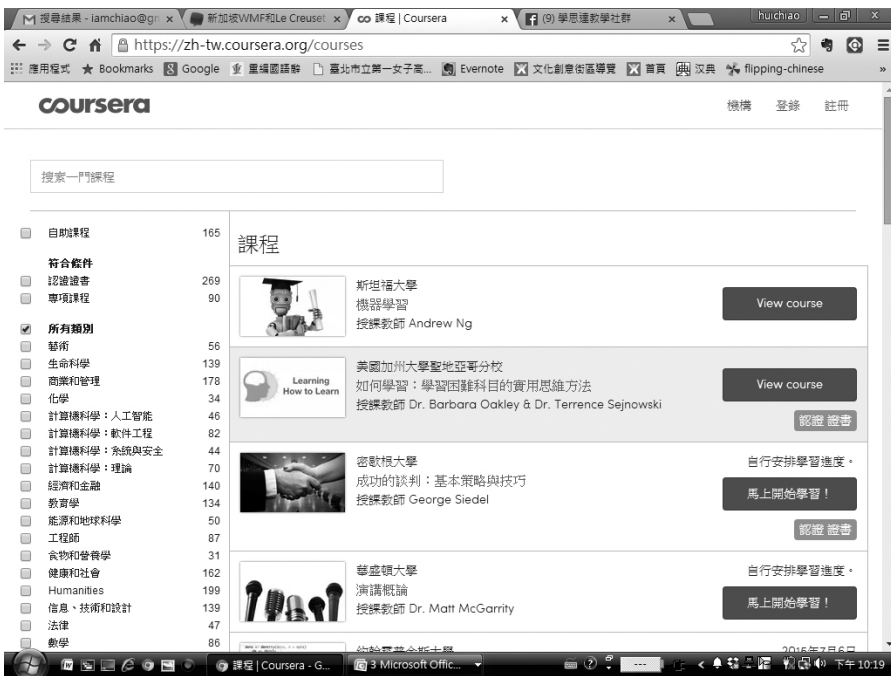 搜尋結果 - iamchiao@gm
新加坡WMF和Le Creuset
課程 | Coursera
(9) 學思達教學社群
huichiao
https://zh-tw.coursera.org/courses
應用程式
Bookmarks
Google
重編國語辭
臺北市立第一女子高...
Evernote
文化創意街區導覽
首頁
汉典
flipping-chinese
»
coursera
機構 登錄 註冊
搜索一門課程
自助課程 165
符合條件
認證證書 269
專項課程 90
所有類別
藝術 56
生命科學 139
商業和管理 178
化學 34
計算機科學：人工智能 46
計算機科學：軟件工程 82
計算機科學：系統與安全 44
計算機科學：理論 70
經濟和金融 140
教育學 134
能源和地球科學 50
工程師 87
食物和營養學 31
健康和社會 162
Humanities 199
信息、技術和設計 139
法律 47
數學 86
課程
斯坦福大學
機器學習
授課教師 Andrew Ng
View course
Learning
How to Learn
美國加州大學聖地亞哥分校
如何學習：學習困難科目的實用思維方法
授課教師 Dr. Barbara Oakley & Dr. Terrence Sejnowski
View course
認證 證書
密歇根大學
成功的談判：基本策略與技巧
授課教師 George Siedel
自行安排學習進度。
馬上開始學習！
認證 證書
華盛頓大學
演講概論
授課教師 Dr. Matt McGarrity
自行安排學習進度。
馬上開始學習！
課程 | Coursera - G...
3 Microsoft Offic...
下午 10:19